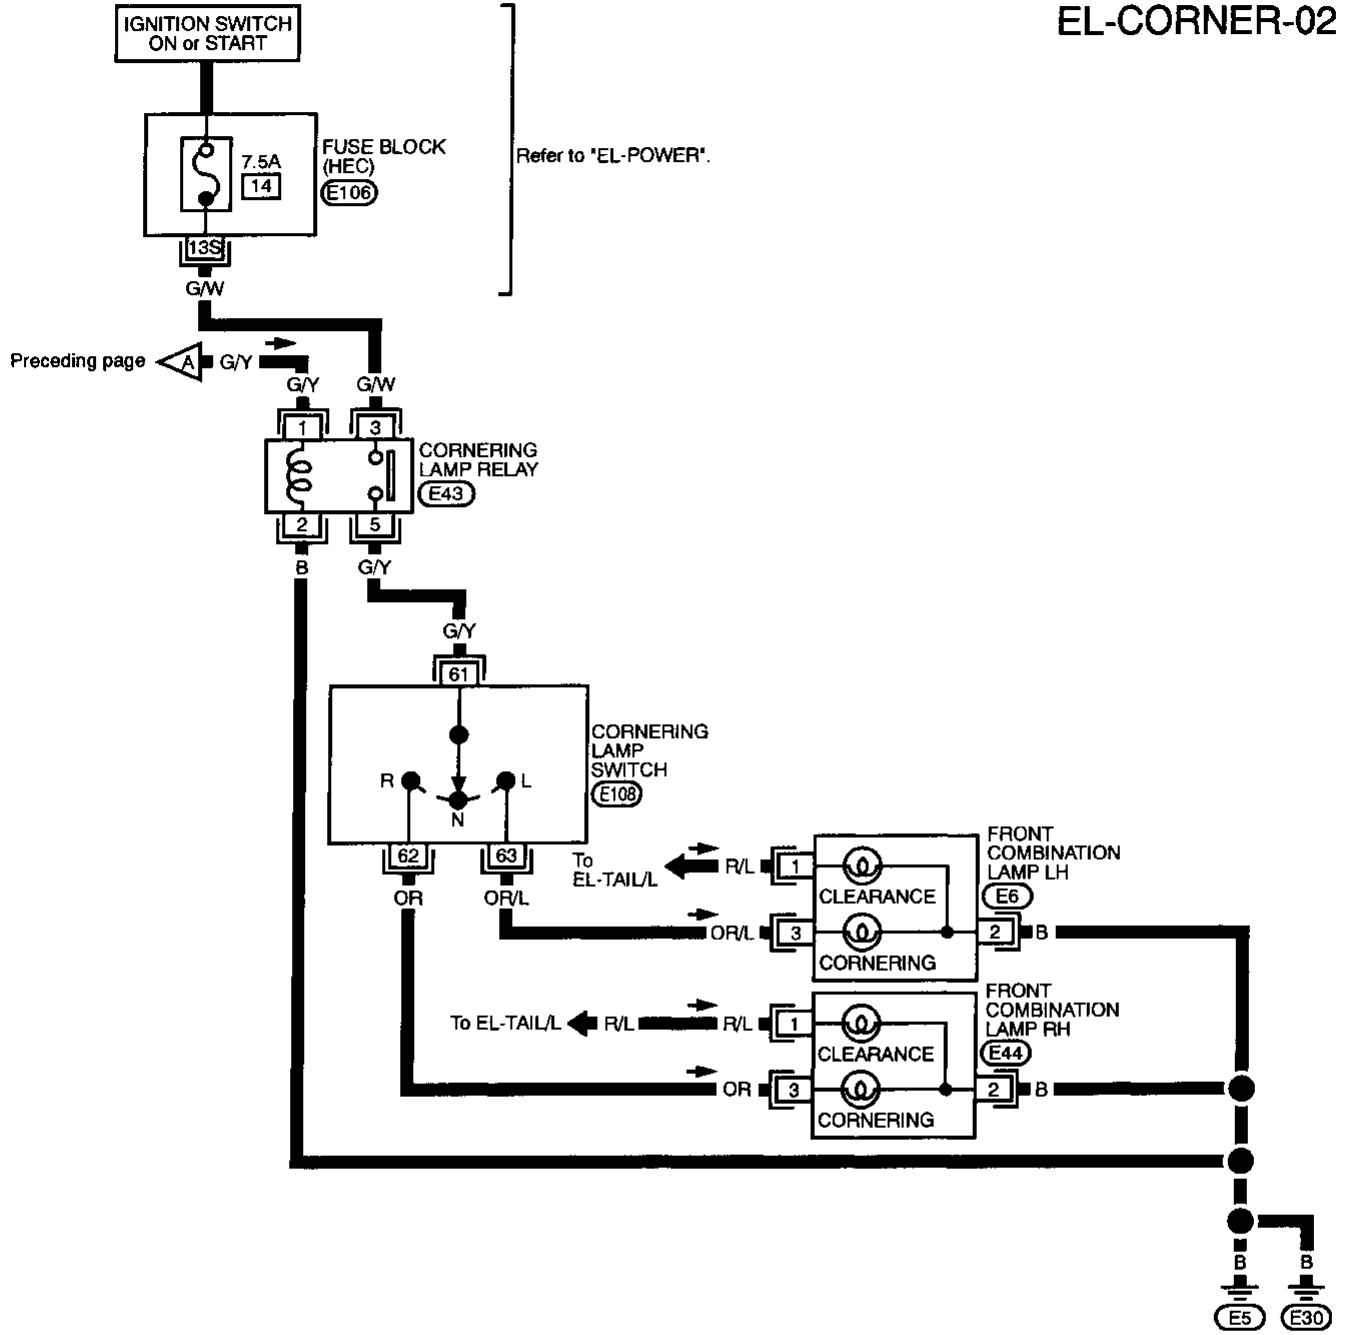 EL-CORNER-02
IGNITION SWITCH
ON or START
FUSE BLOCK
(HEC)
E106
7.5A
14
Refer to "EL-POWER".
13S
G/W
Preceding page
A
G/Y
G/Y
G/W
1
3
CORNERING
LAMP RELAY
E43
2
5
B
G/Y
G/Y
61
CORNERING
LAMP
SWITCH
E108
R
L
N
62
63
OR
OR/L
To
EL-TAIL/L
R/L
1
CLEARANCE
FRONT
COMBINATION
LAMP LH
E6
OR/L
3
2
B
CORNERING
To EL-TAIL/L
R/L
R/L
1
CLEARANCE
FRONT
COMBINATION
LAMP RH
E44
OR
3
2
B
CORNERING
B
B
E5
E30